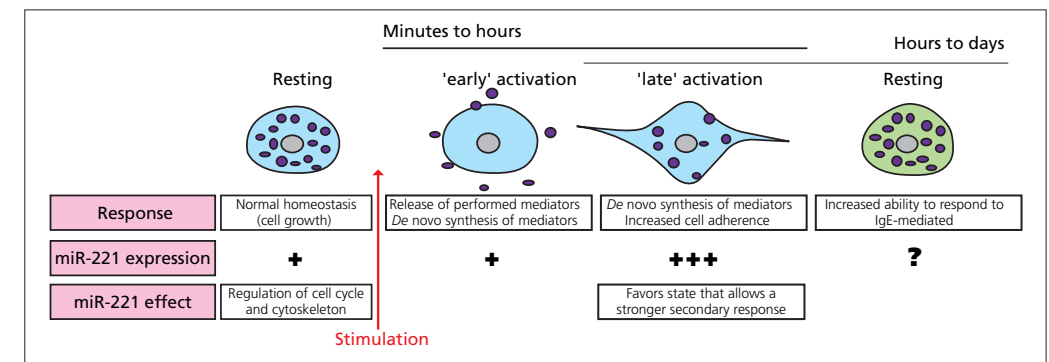 Minutes to hours
Hours to days
Resting
'early' activation
'late' activation
Resting
Response
Normal homeostasis
(cell growth)
Release of performed mediators
De novo synthesis of mediators
De novo synthesis of mediators
Increased cell adherence
Increased ability to respond to
IgE-mediated
miR-221 expression
+
+
+++
?
miR-221 effect
Regulation of cell cycle
and cytoskeleton
Favors state that allows a
stronger secondary response
Stimulation